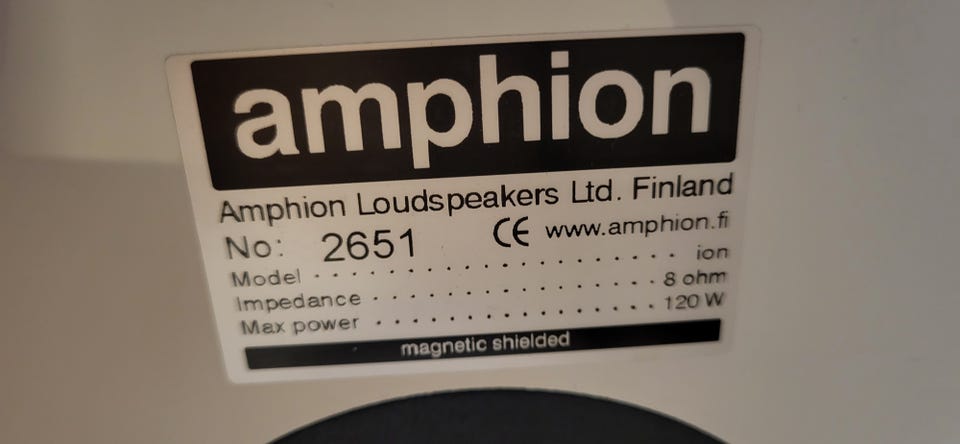 amphion
Amphion Loudspeakers Ltd. Finland
No: 2651 CE www.amphion.fi
Model . . . . . . . . . . . . . . . . . . . . ion
Impedance . . . . . . . . . . . . . . . . 8 ohm
Max power . . . . . . . . . . . . . . . 120 W
magnetic shielded